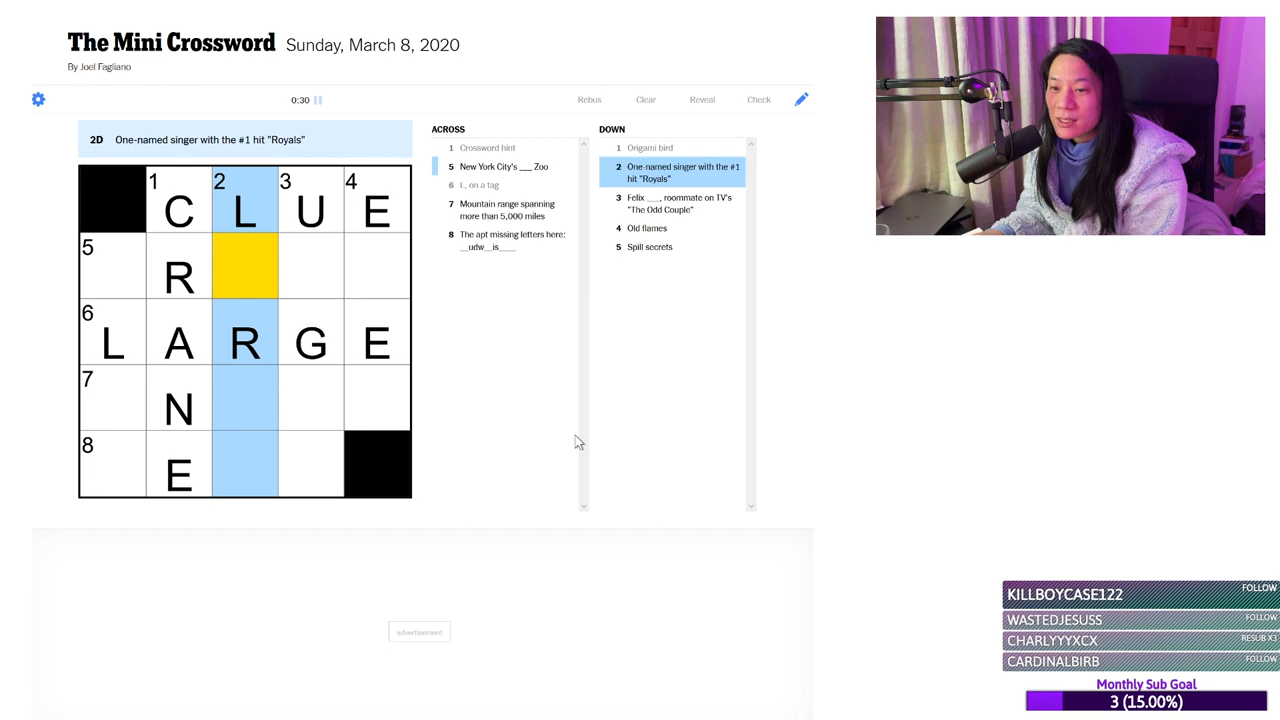 The Mini Crossword Sunday, March 8, 2020
By Joel Fagliano
0:30
Rebus Clear Reveal Check
2D One-named singer with the #1 hit "Royals"
1 2 3 4
C L U E
5
R
6
L A R G E
7
N
8
E
ACROSS
1 Crossword hint
5 New York City's ___ Zoo
6 L, on a tag
7 Mountain range spanning
more than 5,000 miles
8 The apt missing letters here:
__udw__is____
DOWN
1 Origami bird
2 One-named singer with the #1
hit "Royals"
3 Felix ___, roommate on TV's
"The Odd Couple"
4 Old flames
5 Spill secrets
advertisement
KILLBOYCASE122 FOLLOW
WASTEDJESUSS FOLLOW
CHARLYYYXCX RESUB X3
CARDINALBIRB FOLLOW
Monthly Sub Goal
3 (15.00%)